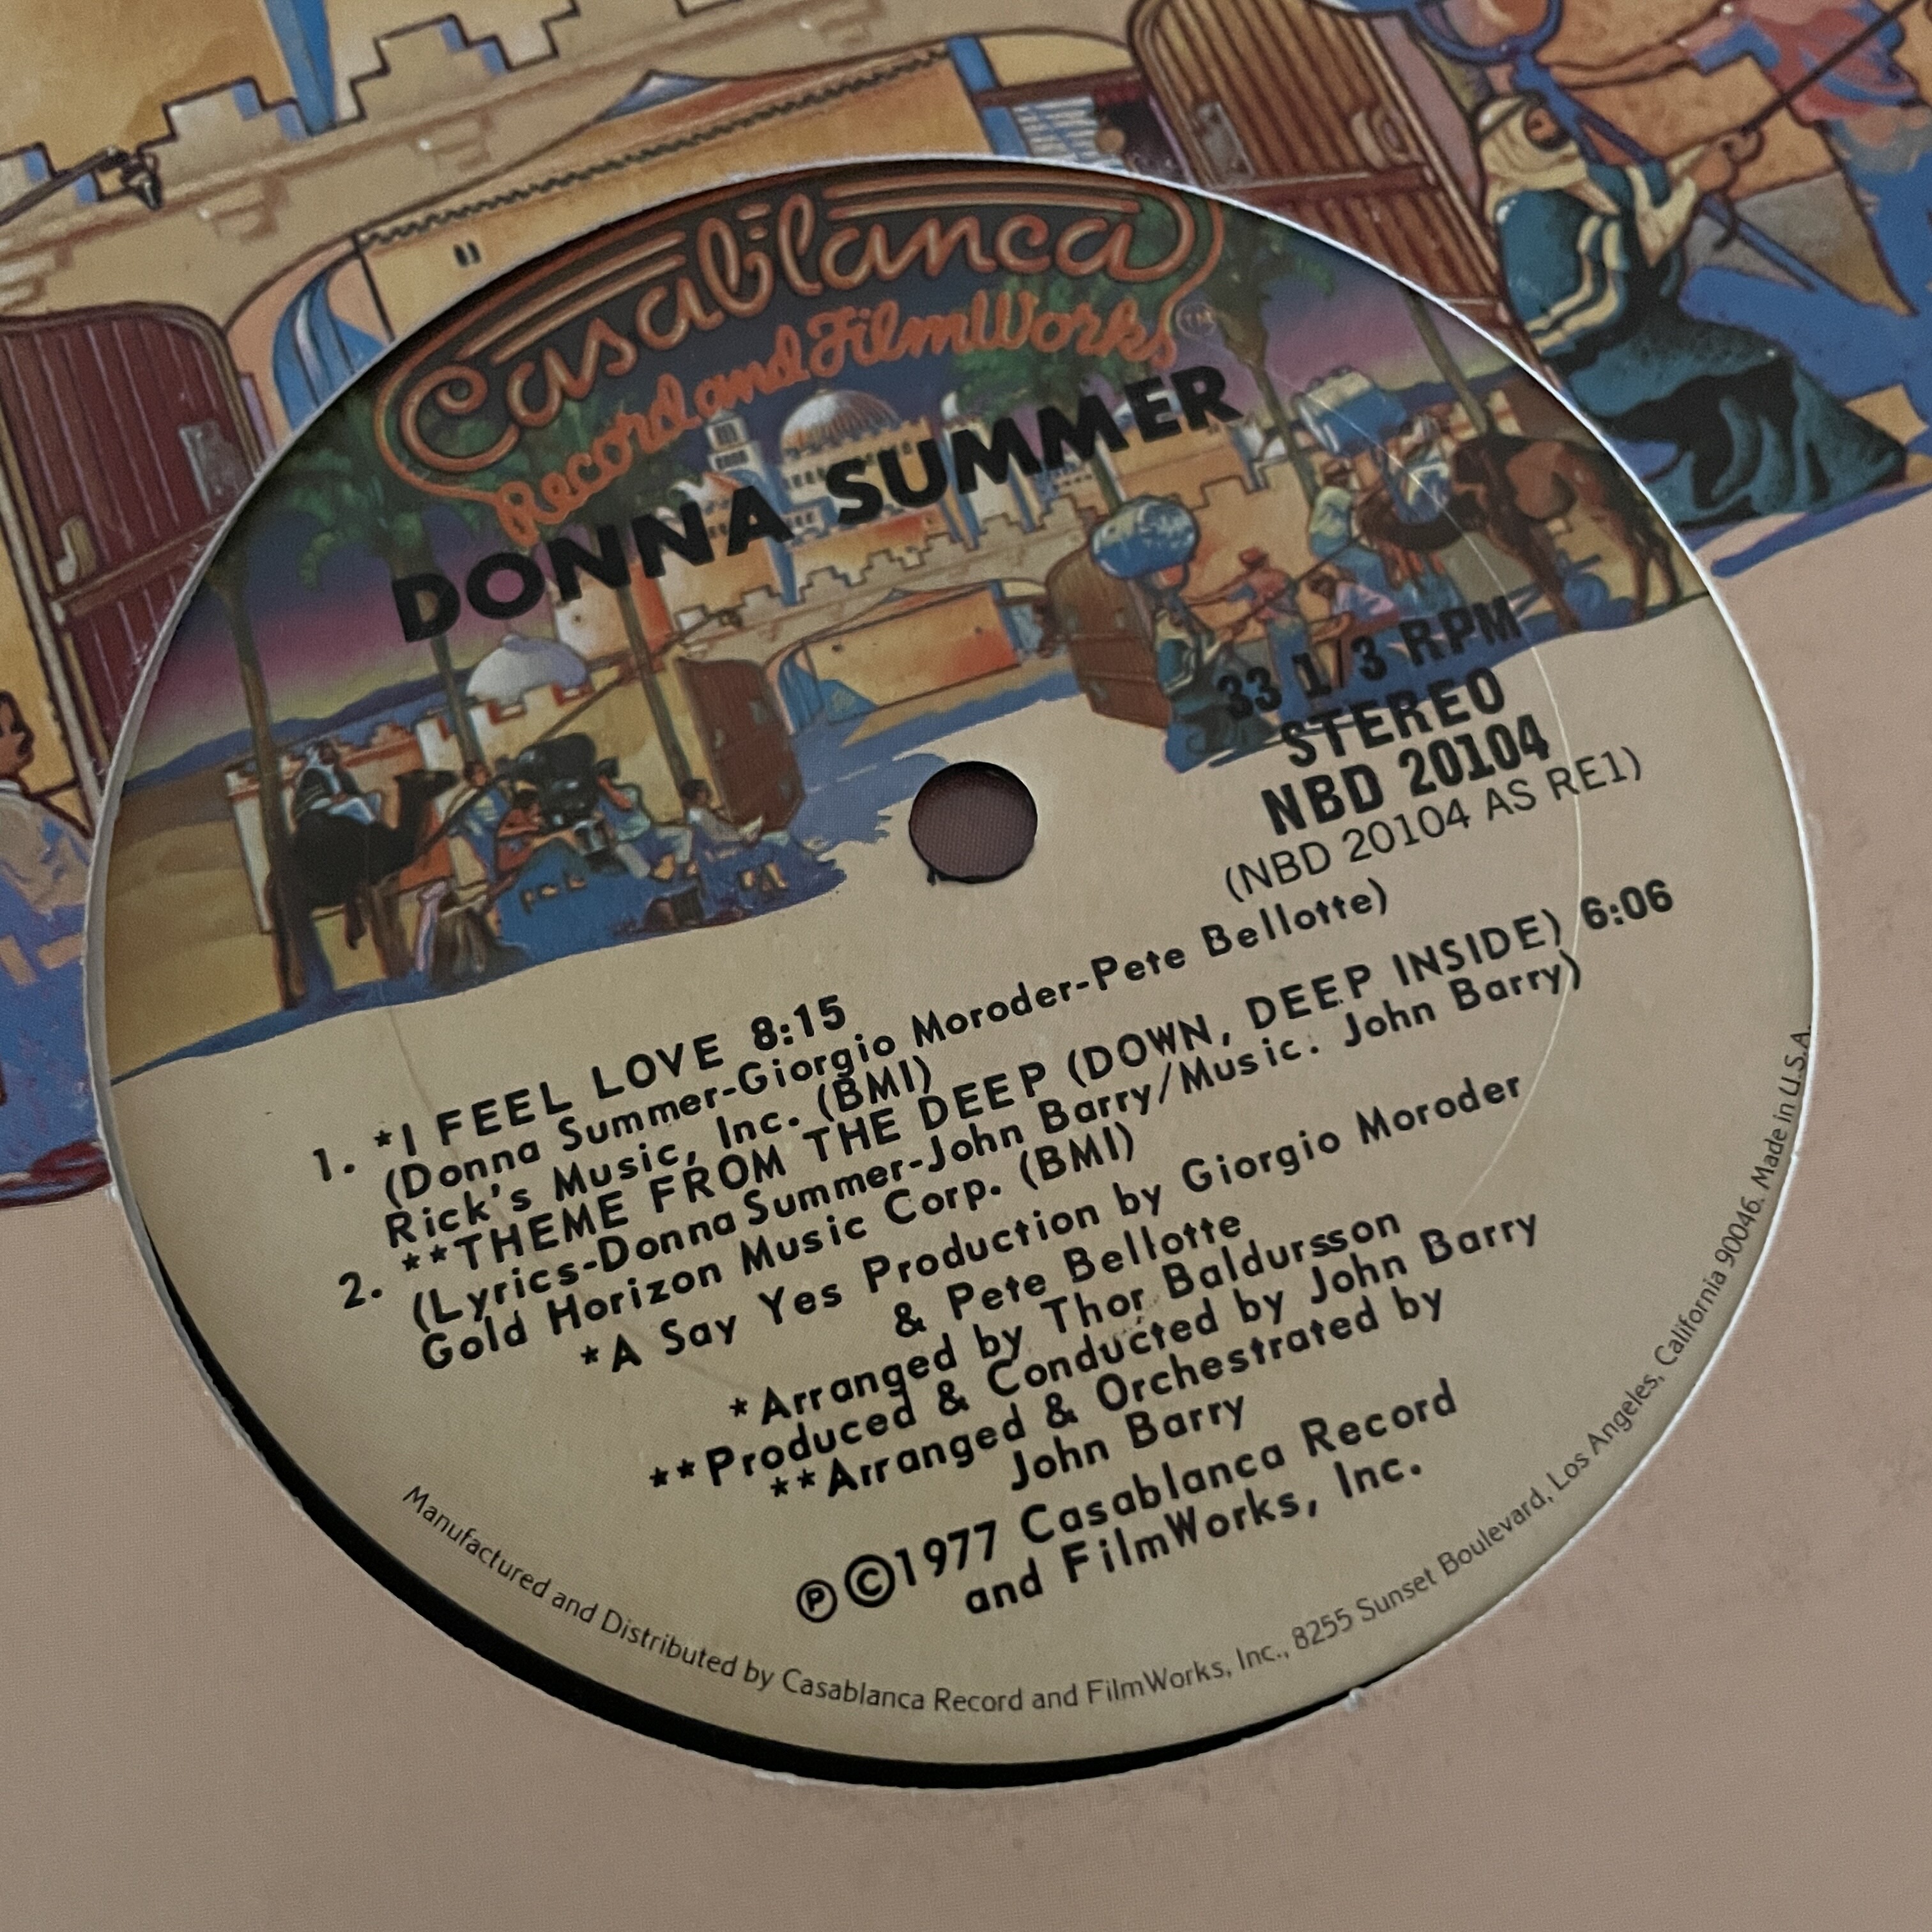 Casablanca
Record and FilmWorks TM
DONNA SUMMER
33 1/3 RPM
STEREO
NBD 20104
(NBD 20104 AS RE1)
1. *I FEEL LOVE 8:15
(Donna Summer-Giorgio Moroder-Pete Bellotte)
Rick's Music, Inc. (BMI)
2. **THEME FROM THE DEEP (DOWN, DEEP INSIDE) 6:06
(Lyrics-Donna Summer-John Barry/Music: John Barry)
Gold Horizon Music Corp. (BMI)
*A Say Yes Production by Giorgio Moroder
& Pete Bellotte
*Arranged by Thor Baldursson
**Produced & Conducted by John Barry
**Arranged & Orchestrated by
John Barry
℗©1977 Casablanca Record
and FilmWorks, Inc.
Manufactured and Distributed by Casablanca Record and FilmWorks, Inc., 8255 Sunset Boulevard, Los Angeles, California 90046. Made in U.S.A.